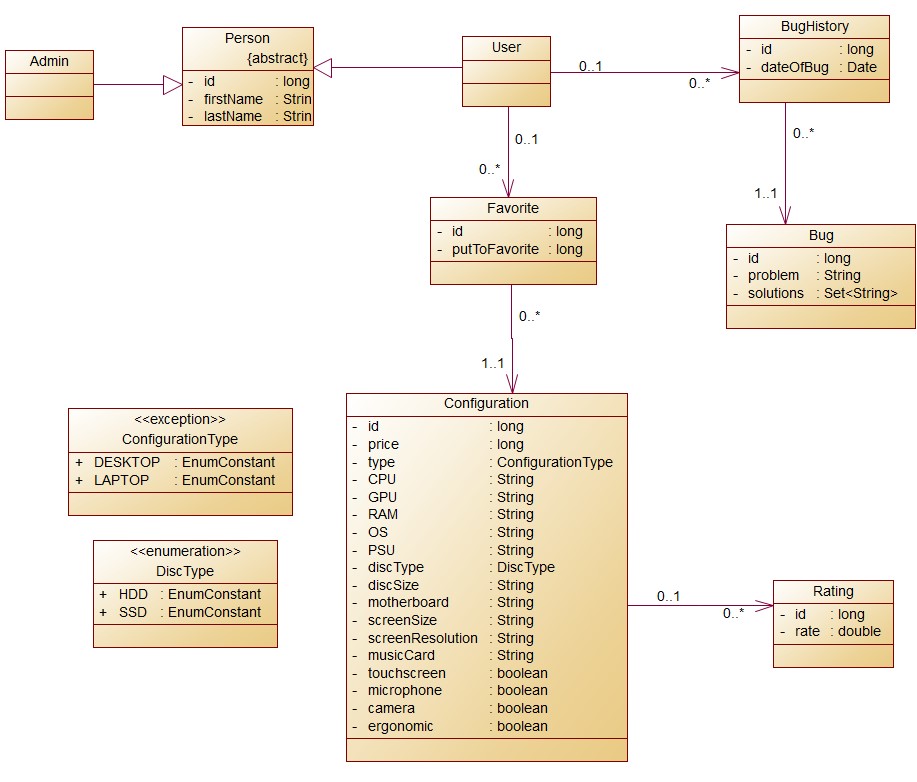 Admin
Person
{abstract}
- id : long
- firstName : Strin
- lastName : Strin
User
0..1
0..*
BugHistory
- id : long
- dateOfBug : Date
0..1
0..*
0..*
1..1
Favorite
- id : long
- putToFavorite : long
Bug
- id : long
- problem : String
- solutions : Set<String>
0..*
1..1
<<exception>>
ConfigurationType
+ DESKTOP : EnumConstant
+ LAPTOP : EnumConstant
<<enumeration>>
DiscType
+ HDD : EnumConstant
+ SSD : EnumConstant
Configuration
- id : long
- price : long
- type : ConfigurationType
- CPU : String
- GPU : String
- RAM : String
- OS : String
- PSU : String
- discType : DiscType
- discSize : String
- motherboard : String
- screenSize : String
- screenResolution : String
- musicCard : String
- touchscreen : boolean
- microphone : boolean
- camera : boolean
- ergonomic : boolean
0..1
0..*
Rating
- id : long
- rate : double